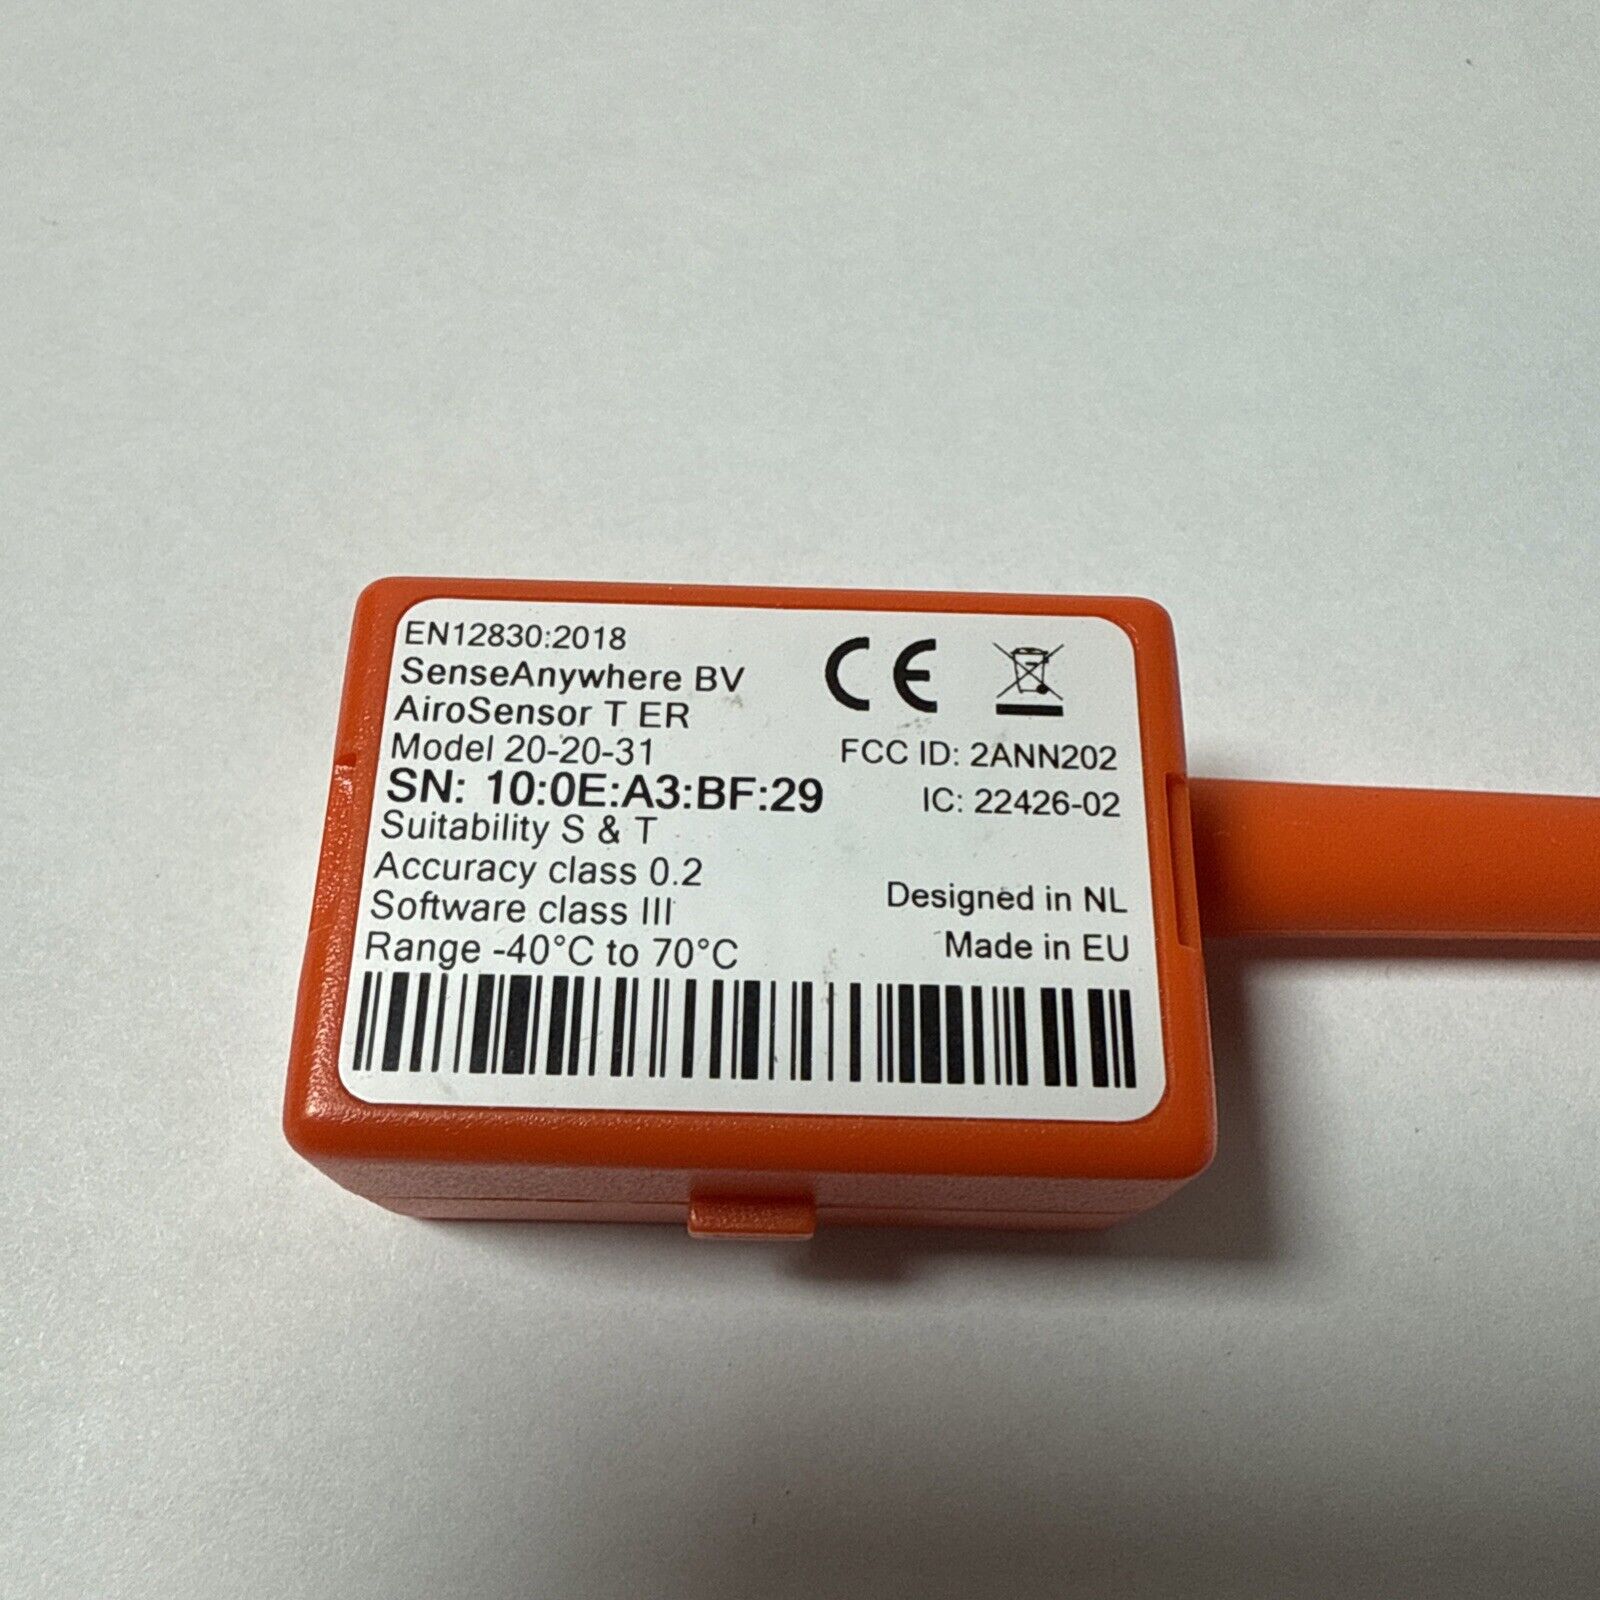 EN12830:2018
SenseAnywhere BV
AiroSensor T ER
Model 20-20-31
SN: 10:0E:A3:BF:29
Suitability S & T
Accuracy class 0.2
Software class III
Range -40°C to 70°C
CE
FCC ID: 2ANN202
IC: 22426-02
Designed in NL
Made in EU